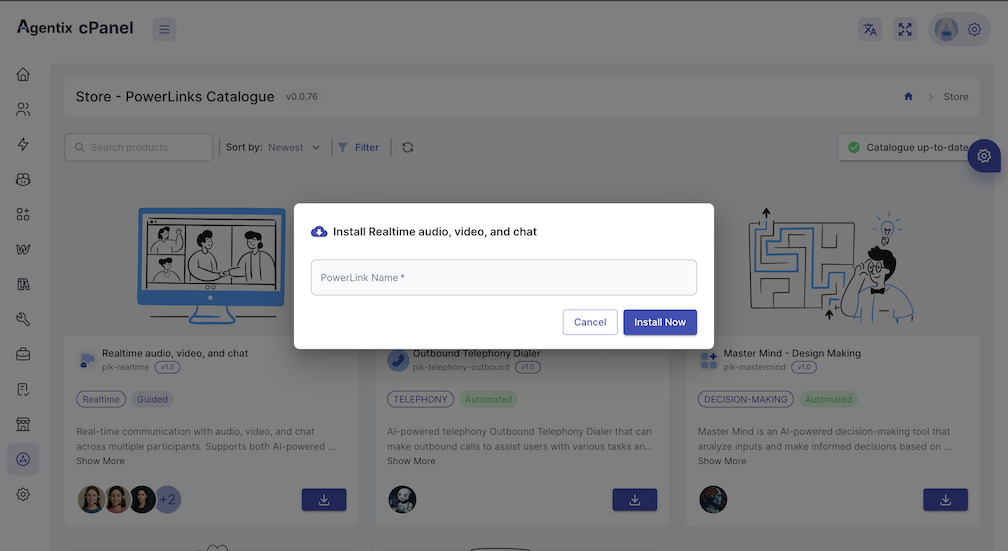 Agentix cPanel
Store - PowerLinks Catalogue v0.0.76
Store
Search products
Sort by: Newest
Filter
Catalogue up-to-date
Install Realtime audio, video, and chat
PowerLink Name *
Cancel
Install Now
Realtime audio, video, and chat
plk-realtime v1.3
Realtime Guided
Real-time communication with audio, video, and chat
across multiple participants. Supports both AI-powered ...
Show More
+2
Outbound Telephony Dialer
plk-telephony-outbound v1.0
TELEPHONY Automated
AI-powered telephony Outbound Telephony Dialer that can
make outbound calls to assist users with various tasks an...
Show More
Master Mind - Design Making
plk-mastermind v1.0
DECISION-MAKING Automated
Master Mind is an AI-powered decision-making tool that
analyze inputs and make informed decisions based on ...
Show More